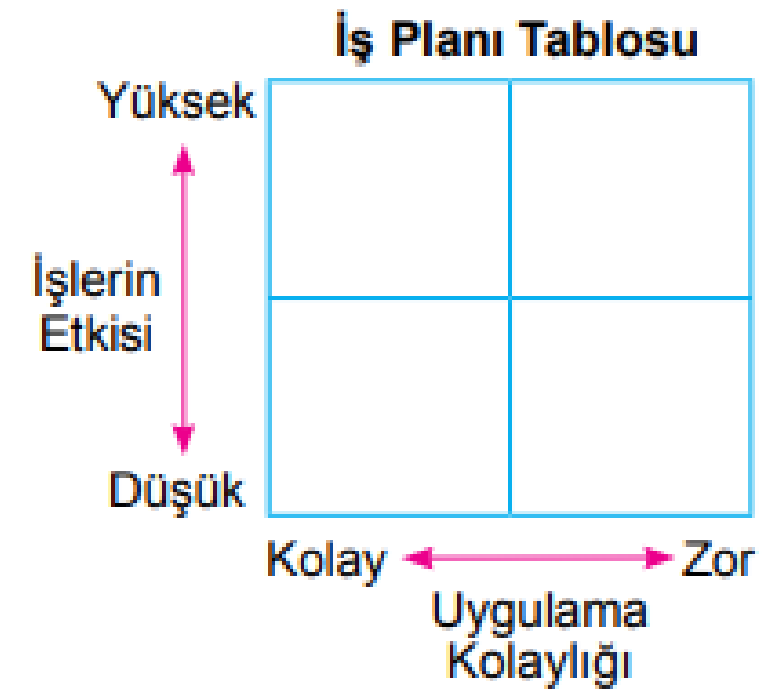 İş Planı Tablosu
Yüksek
İşlerin
Etkisi
Düşük
Kolay Zor
Uygulama
Kolaylığı